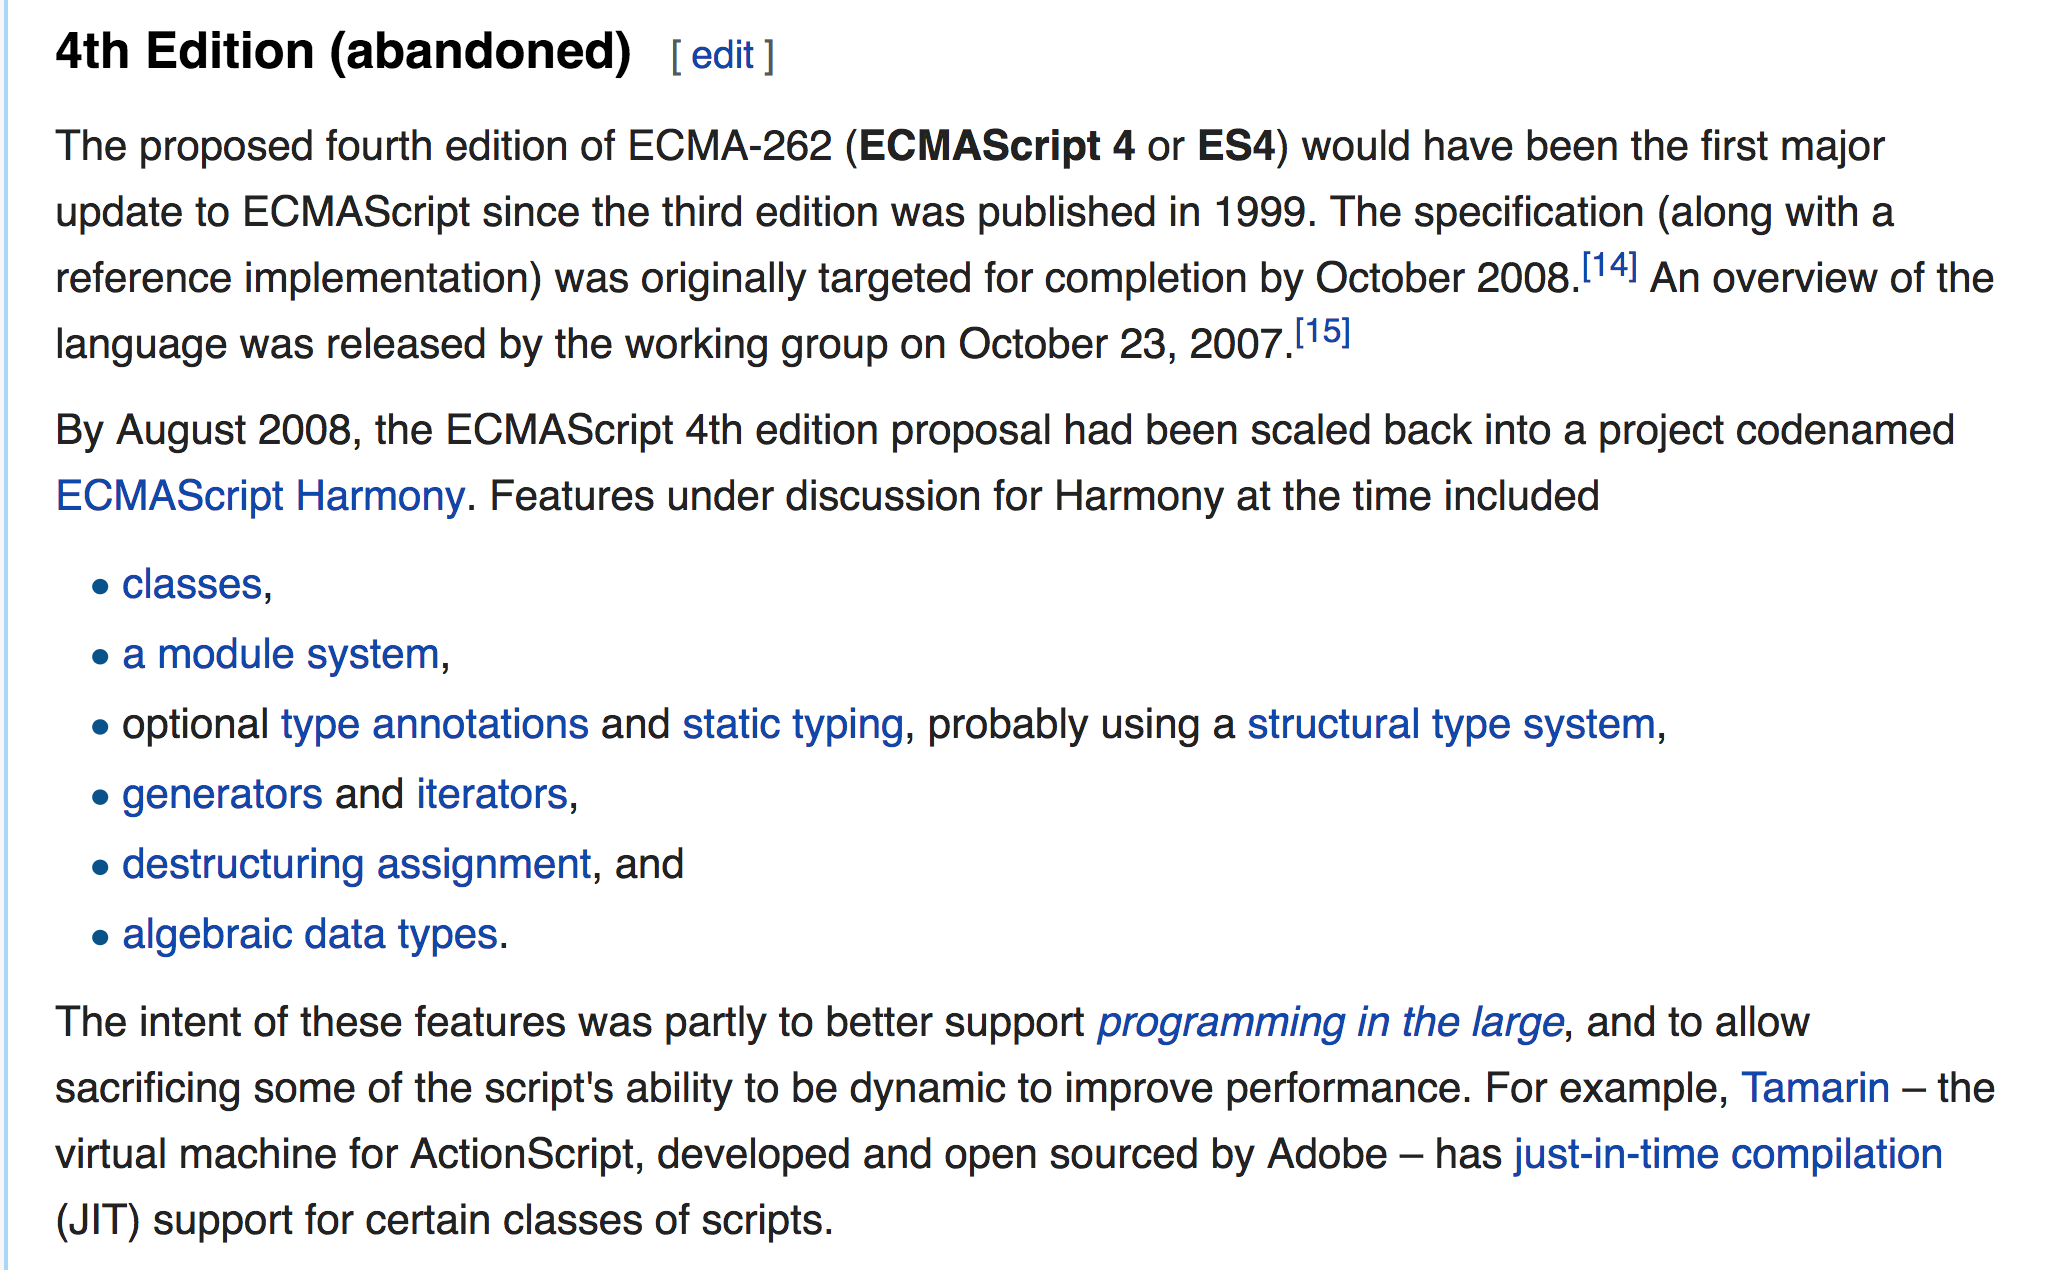 4th Edition (abandoned) [ edit ]
The proposed fourth edition of ECMA-262 (ECMAScript 4 or ES4) would have been the first major
update to ECMAScript since the third edition was published in 1999. The specification (along with a
reference implementation) was originally targeted for completion by October 2008.[14] An overview of the
language was released by the working group on October 23, 2007.[15]
By August 2008, the ECMAScript 4th edition proposal had been scaled back into a project codenamed
ECMAScript Harmony. Features under discussion for Harmony at the time included
• classes,
• a module system,
• optional type annotations and static typing, probably using a structural type system,
• generators and iterators,
• destructuring assignment, and
• algebraic data types.
The intent of these features was partly to better support programming in the large, and to allow
sacrificing some of the script's ability to be dynamic to improve performance. For example, Tamarin – the
virtual machine for ActionScript, developed and open sourced by Adobe – has just-in-time compilation
(JIT) support for certain classes of scripts.